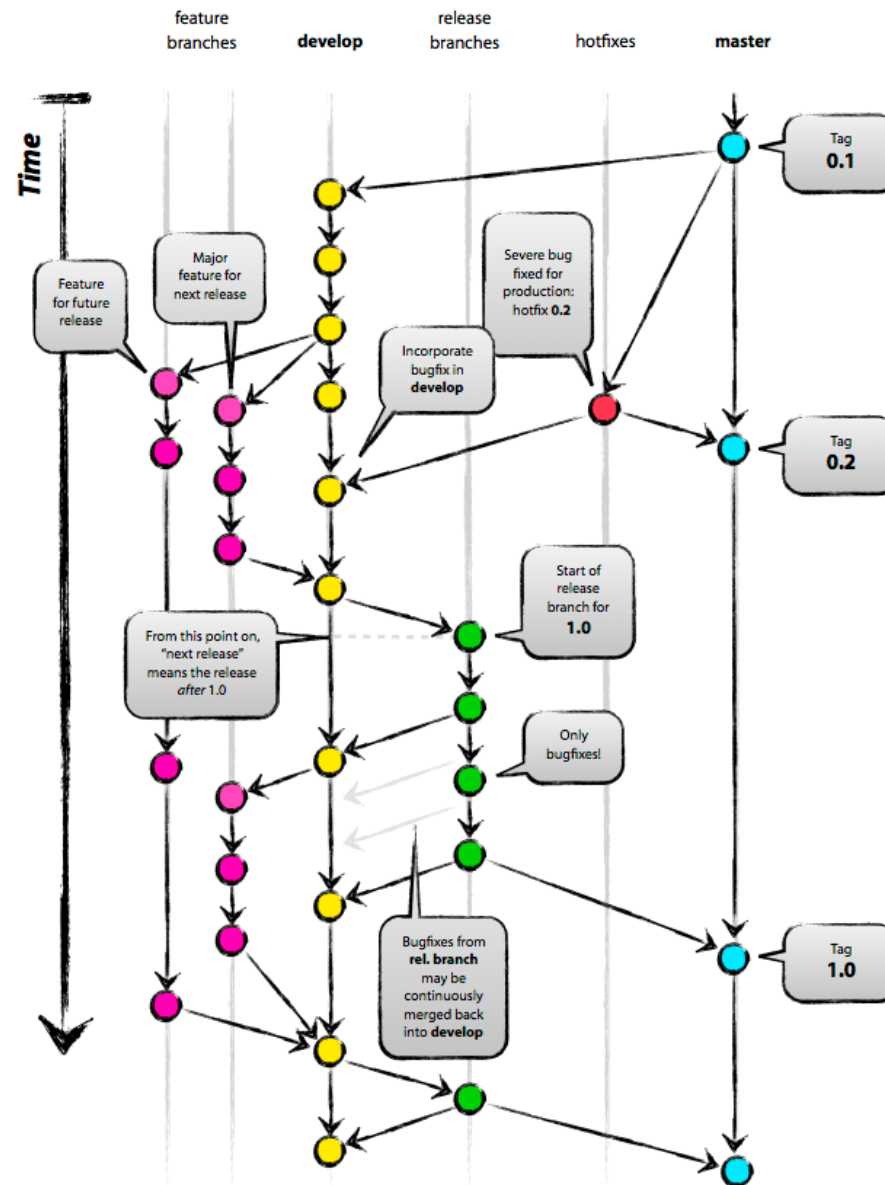 feature
branches
develop
release
branches
hotfixes
master
Time
Tag
0.1
Feature
for future
release
Major
feature for
next release
Severe bug
fixed for
production:
hotfix 0.2
Incorporate
bugfix in
develop
Tag
0.2
Start of
release
branch for
1.0
From this point on,
“next release”
means the release
after 1.0
Only
bugfixes!
Bugfixes from
rel. branch
may be
continuously
merged back
into develop
Tag
1.0